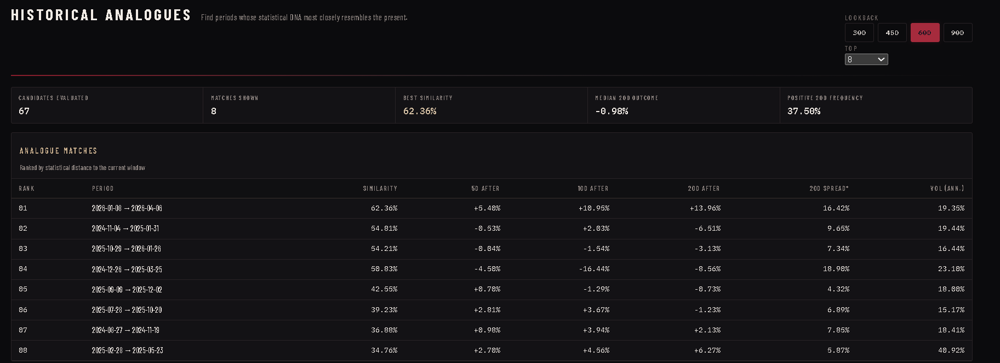 HISTORICAL ANALOGUES Find periods whose statistical DNA most closely resembles the present.
LOOKBACK
30D 45D 60D 90D
TOP
8
CANDIDATES EVALUATED MATCHES SHOWN BEST SIMILARITY MEDIAN 20D OUTCOME POSITIVE 20D FREQUENCY
67 8 62.36% -0.98% 37.50%
ANALOGUE MATCHES
Ranked by statistical distance to the current window
RANK PERIOD SIMILARITY 5D AFTER 10D AFTER 20D AFTER 20D SPREAD* VOL (ANN.)
01 2026-01-08 → 2026-04-06 62.36% +5.40% +10.95% +13.96% 16.42% 19.35%
02 2024-11-04 → 2025-01-31 54.81% -0.53% +2.03% -6.51% 9.65% 19.44%
03 2025-10-29 → 2026-01-26 54.21% -0.04% -1.54% -3.13% 7.34% 16.44%
04 2024-12-26 → 2025-03-25 50.83% -4.50% -16.44% -8.56% 18.90% 23.10%
05 2025-09-09 → 2025-12-02 42.55% +0.70% -1.29% -0.73% 4.32% 18.00%
06 2025-07-28 → 2025-10-20 39.23% +2.81% +3.67% -1.23% 6.89% 15.17%
07 2024-08-27 → 2024-11-19 36.88% +0.98% +3.94% +2.13% 7.85% 18.41%
08 2025-02-28 → 2025-05-23 34.76% +2.70% +4.56% +6.27% 5.87% 40.92%